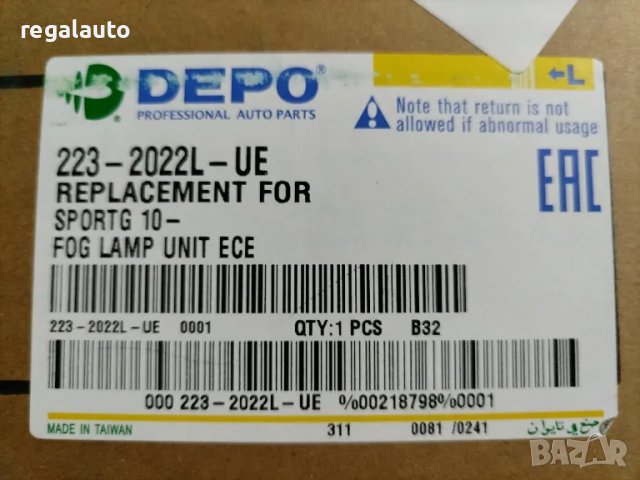 regalauto
B DEPO®
PROFESSIONAL AUTO PARTS
←L
Note that return is not
allowed if abnormal usage
223-2022L-UE
REPLACEMENT FOR
SPORTG 10-
FOG LAMP UNIT ECE
EAC
223-2022L-UE 0001 QTY:1 PCS B32
000 223-2022L-UE %00218798%0001
MADE IN TAIWAN 311 0081 /0241 صنع في تايوان
BAZAR